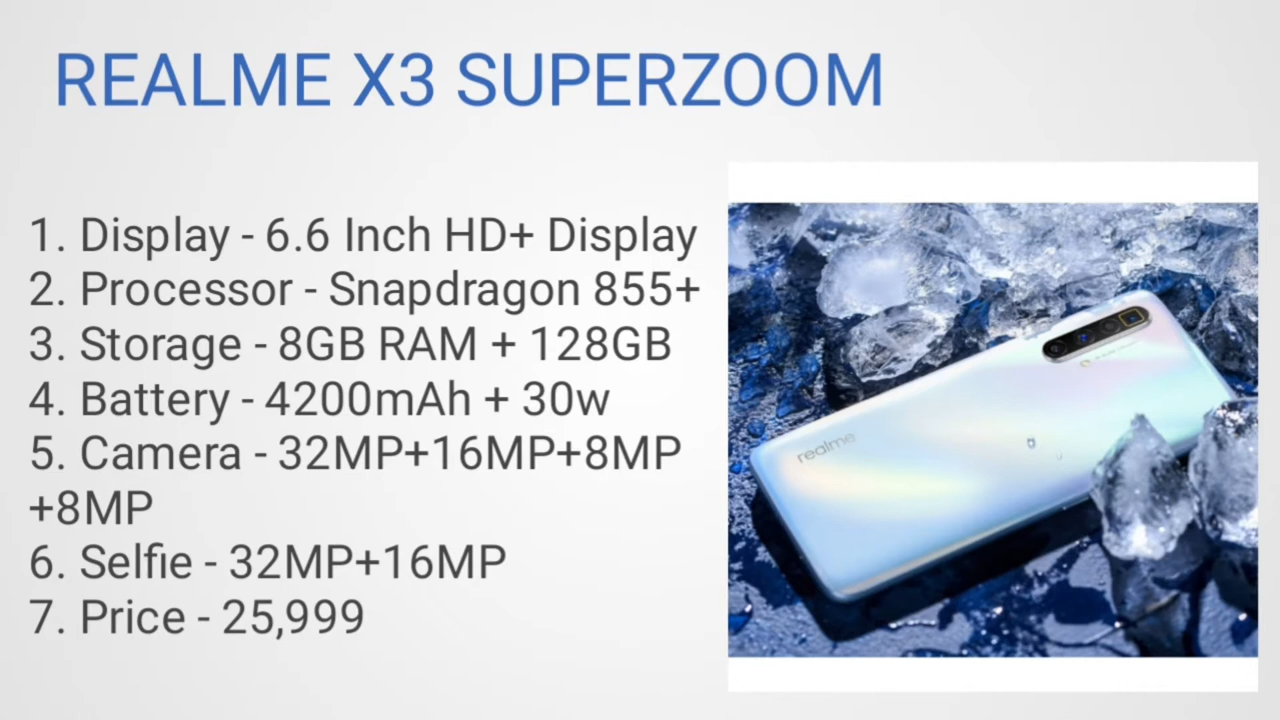 REALME X3 SUPERZOOM
1. Display - 6.6 Inch HD+ Display
2. Processor - Snapdragon 855+
3. Storage - 8GB RAM + 128GB
4. Battery - 4200mAh + 30w
5. Camera - 32MP+16MP+8MP
+8MP
6. Selfie - 32MP+16MP
7. Price - 25,999
realme